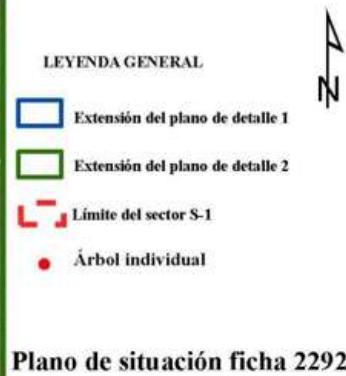 LEYENDA GENERAL
N
Extensión del plano de detalle 1
Extensión del plano de detalle 2
Límite del sector S-1
Árbol individual
Plano de situación ficha 2292